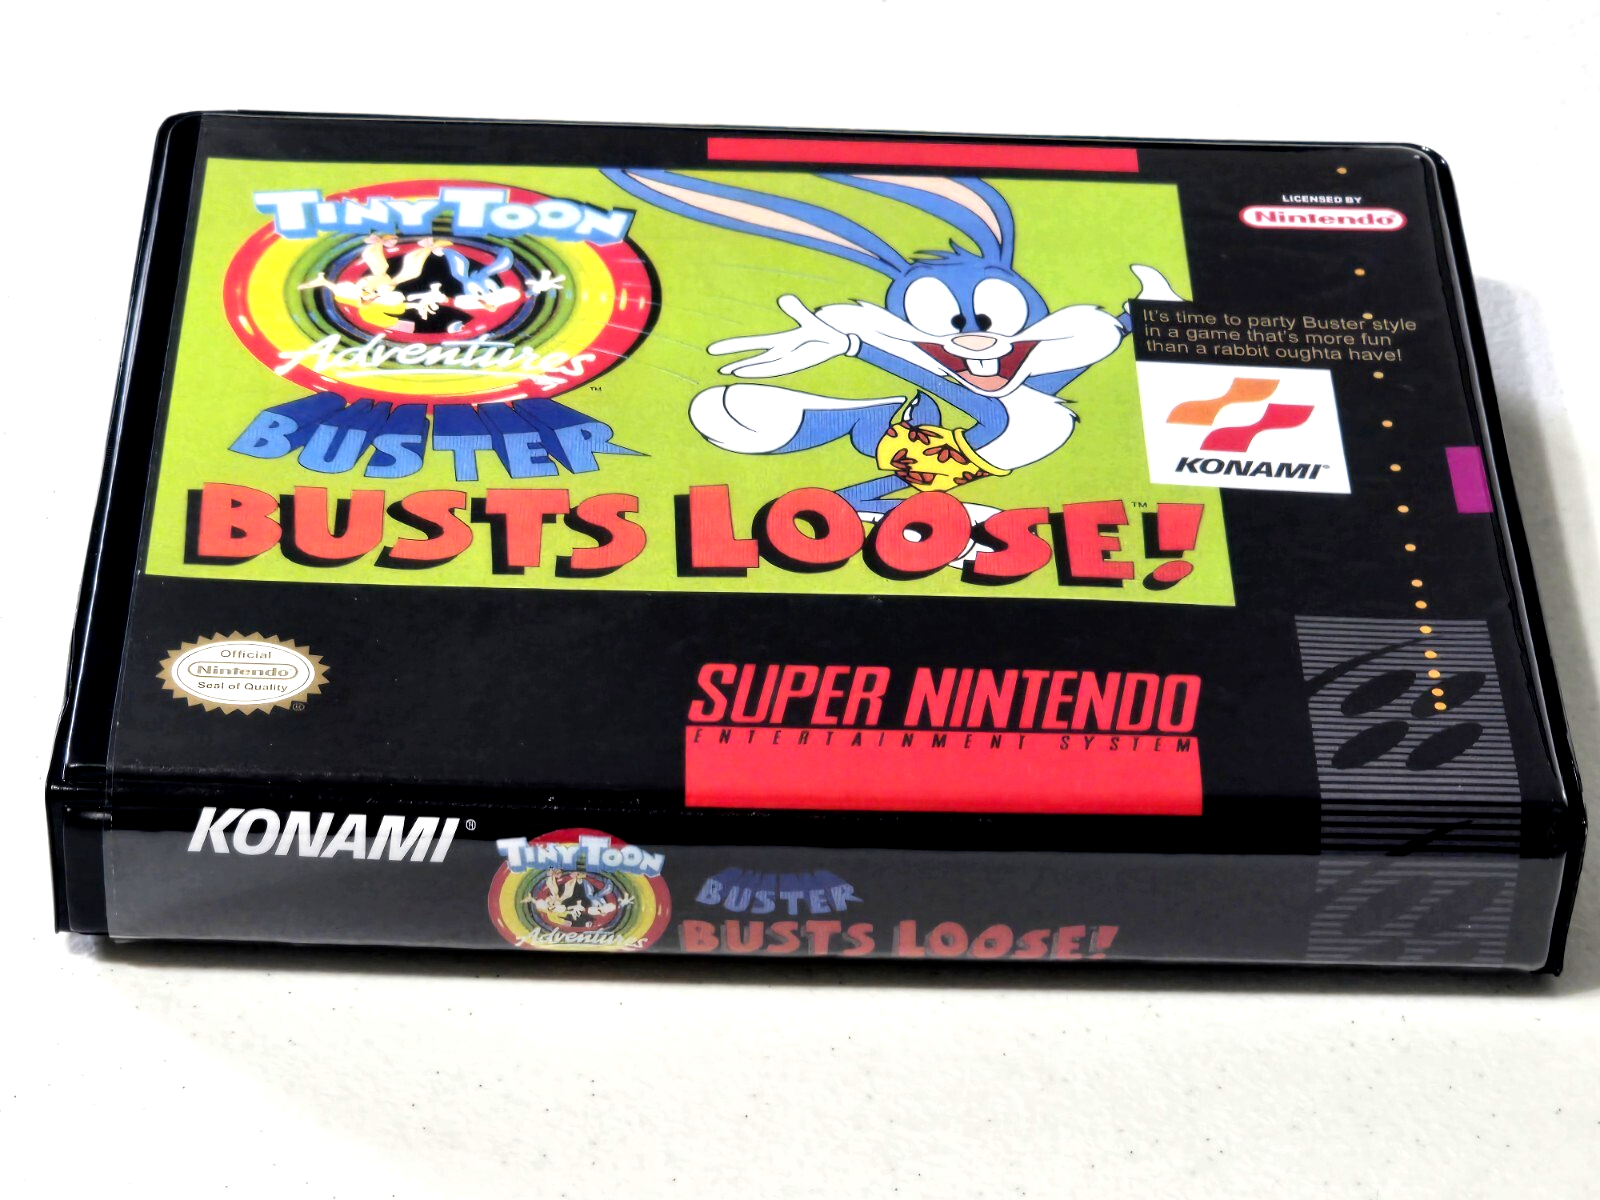 TINY TOON
Adventures™
BUSTER
BUSTS LOOSE!™
LICENSED BY
Nintendo®
It's time to party Buster style
in a game that's more fun
than a rabbit oughta have!
KONAMI®
Official
Nintendo
Seal of Quality
SUPER NINTENDO
ENTERTAINMENT SYSTEM
KONAMI®
TINY TOON
Adventures
BUSTER
BUSTS LOOSE!